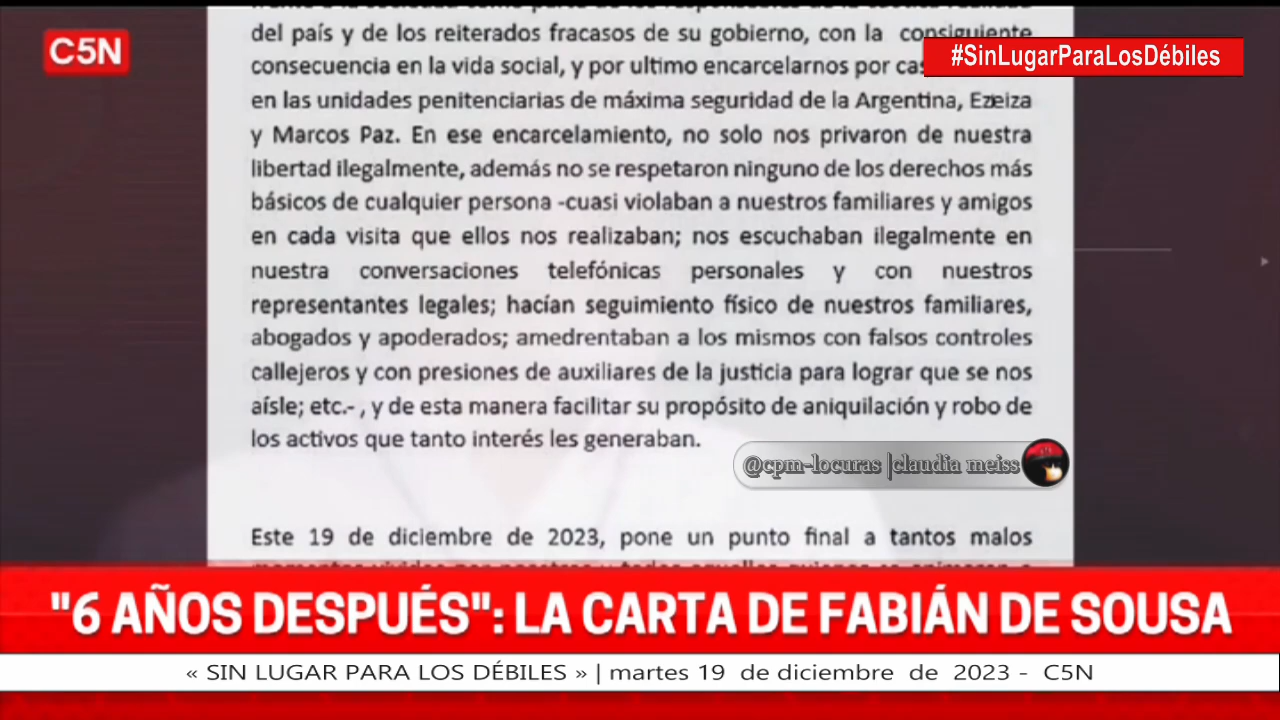 C5N
#SinLugarParaLosDébiles
del país y de los reiterados fracasos de su gobierno, con la consiguiente
consecuencia en la vida social, y por ultimo encarcelarnos por cas
en las unidades penitenciarias de máxima seguridad de la Argentina, Ezeiza
y Marcos Paz. En ese encarcelamiento, no solo nos privaron de nuestra
libertad ilegalmente, además no se respetaron ninguno de los derechos más
básicos de cualquier persona -cuasi violaban a nuestros familiares y amigos
en cada visita que ellos nos realizaban; nos escuchaban ilegalmente en
nuestra conversaciones telefónicas personales y con nuestros
representantes legales; hacían seguimiento físico de nuestros familiares,
abogados y apoderados; amedrentaban a los mismos con falsos controles
callejeros y con presiones de auxiliares de la justicia para lograr que se nos
aísle; etc.- , y de esta manera facilitar su propósito de aniquilación y robo de
los activos que tanto interés les generaban.
@cpm-locuras |claudia meiss
Este 19 de diciembre de 2023, pone un punto final a tantos malos
"6 AÑOS DESPUÉS": LA CARTA DE FABIÁN DE SOUSA
« SIN LUGAR PARA LOS DÉBILES » | martes 19 de diciembre de 2023 - C5N